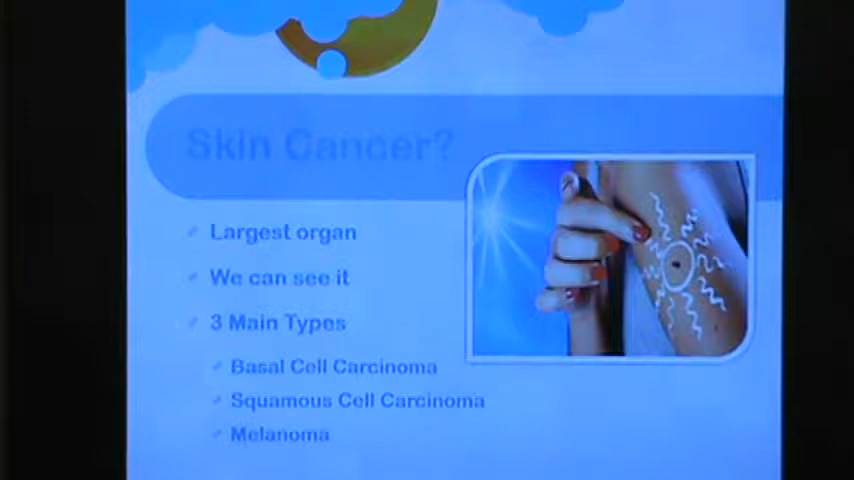 Skin Cancer?
Largest organ
We can see it
3 Main Types
Basal Cell Carcinoma
Squamous Cell Carcinoma
Melanoma